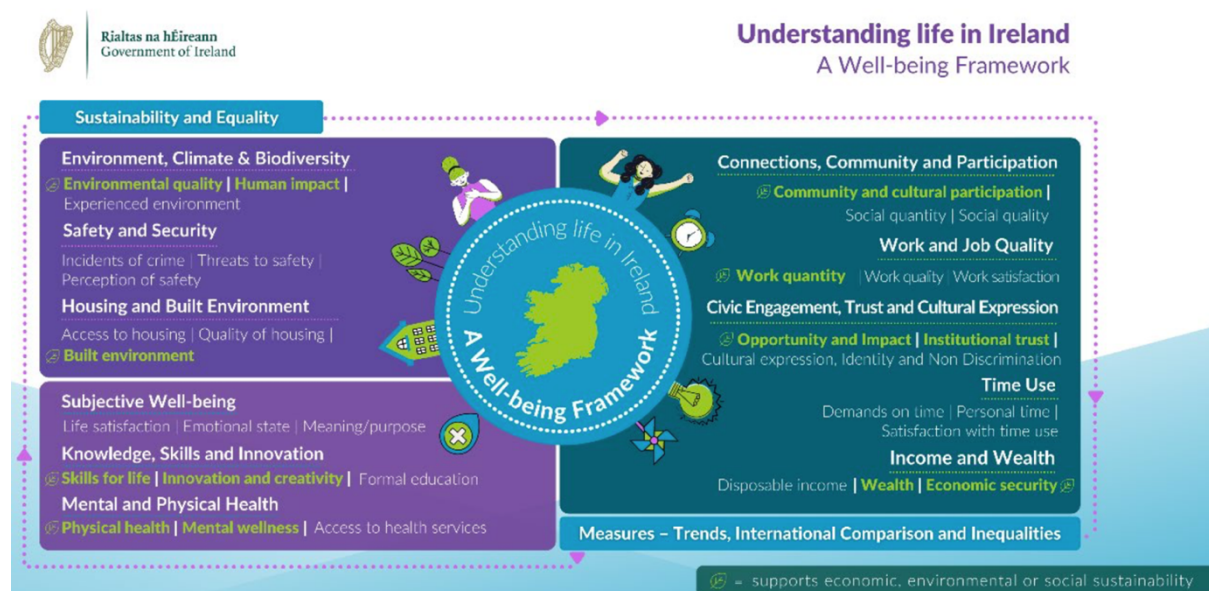 Rialtas na hÉireann
Government of Ireland
Understanding life in Ireland
A Well-being Framework
Sustainability and Equality
Environment, Climate & Biodiversity
Environmental quality | Human impact |
Experienced environment
Safety and Security
Incidents of crime | Threats to safety |
Perception of safety
Housing and Built Environment
Access to housing | Quality of housing |
Built environment
Subjective Well-being
Life satisfaction | Emotional state | Meaning/purpose
Knowledge, Skills and Innovation
Skills for life | Innovation and creativity | Formal education
Mental and Physical Health
Physical health | Mental wellness | Access to health services
Understanding life in Ireland
A Well-being Framework
Connections, Community and Participation
Community and cultural participation |
Social quantity | Social quality
Work and Job Quality
Work quantity | Work quality | Work satisfaction
Civic Engagement, Trust and Cultural Expression
Opportunity and Impact | Institutional trust |
Cultural expression, Identity and Non Discrimination
Time Use
Demands on time | Personal time |
Satisfaction with time use
Income and Wealth
Disposable income | Wealth | Economic security
Measures – Trends, International Comparison and Inequalities
= supports economic, environmental or social sustainability